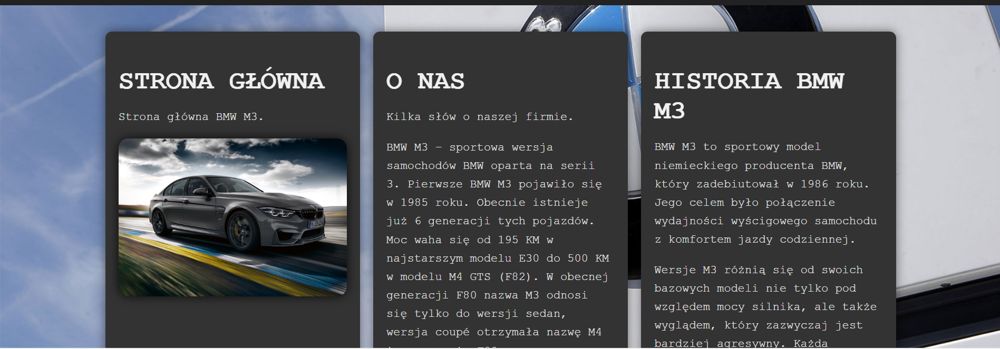 STRONA GŁÓWNA
Strona główna BMW M3.
O NAS
Kilka słów o naszej firmie.
BMW M3 – sportowa wersja
samochodów BMW oparta na serii
3. Pierwsze BMW M3 pojawiło się
w 1985 roku. Obecnie istnieje
już 6 generacji tych pojazdów.
Moc waha się od 195 KM w
najstarszym modelu E30 do 500 KM
w modelu M4 GTS (F82). W obecnej
generacji F80 nazwa M3 odnosi
się tylko do wersji sedan,
wersja coupé otrzymała nazwę M4
HISTORIA BMW
M3
BMW M3 to sportowy model
niemieckiego producenta BMW,
który zadebiutował w 1986 roku.
Jego celem było połączenie
wydajności wyścigowego samochodu
z komfortem jazdy codziennej.
Wersje M3 różnią się od swoich
bazowych modeli nie tylko pod
względem mocy silnika, ale także
wyglądem, który zazwyczaj jest
bardziej agresywny. Każda